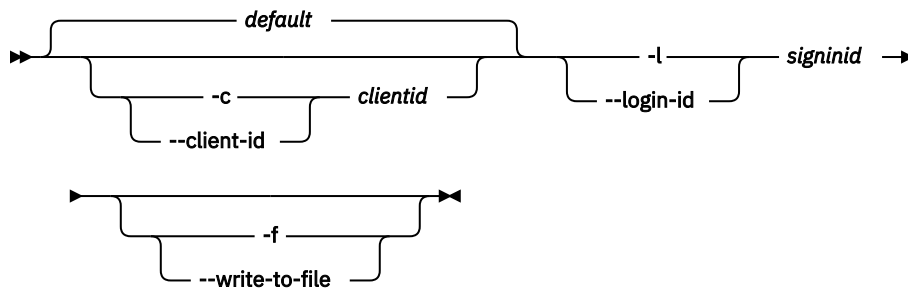 default
-l signinid
-c clientid
--login-id
--client-id
-f
--write-to-file